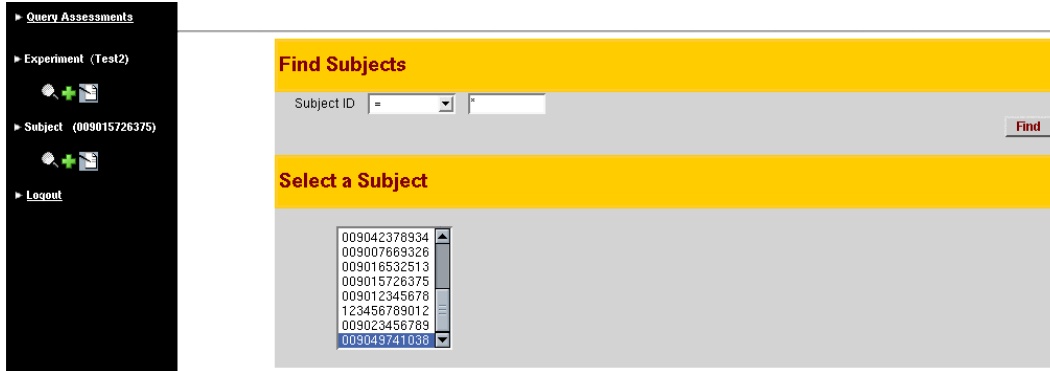 Query Assessments
Experiment (Test2)
Subject (009015726375)
Logout
Find Subjects
Subject ID = *
Find
Select a Subject
009042378934
009007669326
009016532513
009015726375
009012345678
123456789012
009023456789
009049741038